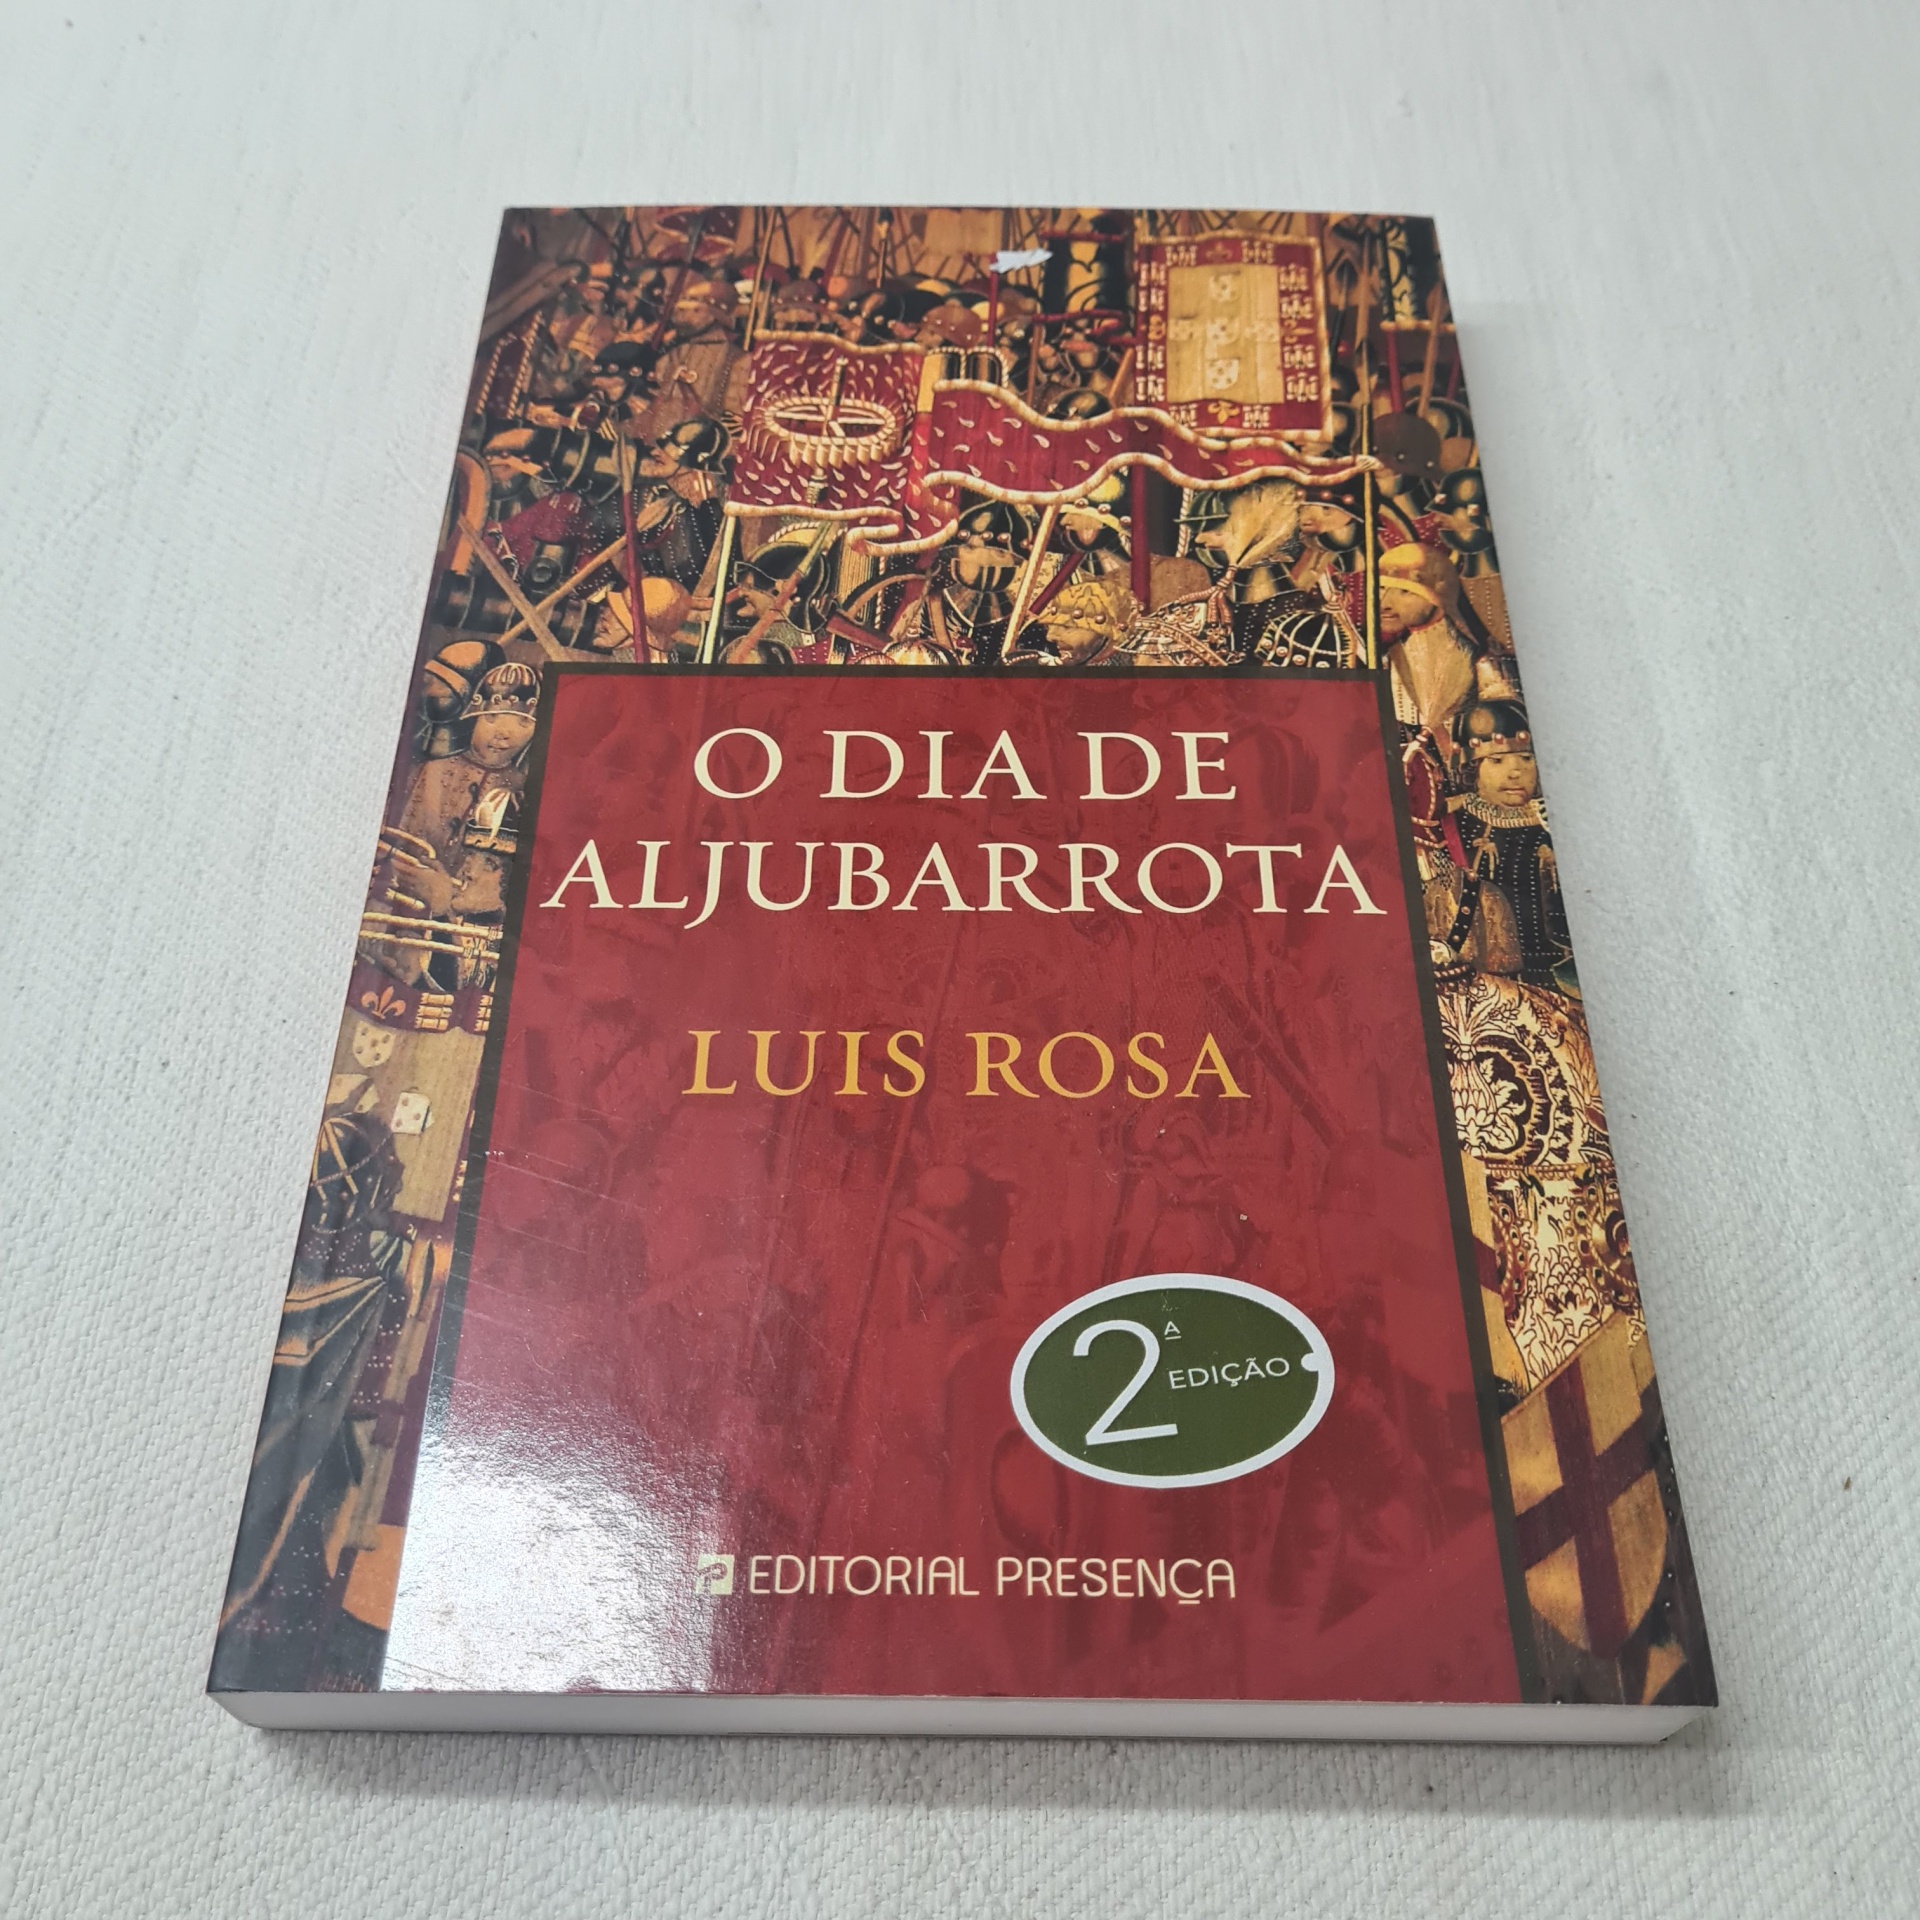 O DIA DE
ALJUBARROTA
LUIS ROSA
2ª EDIÇÃO
EDITORIAL PRESENÇA